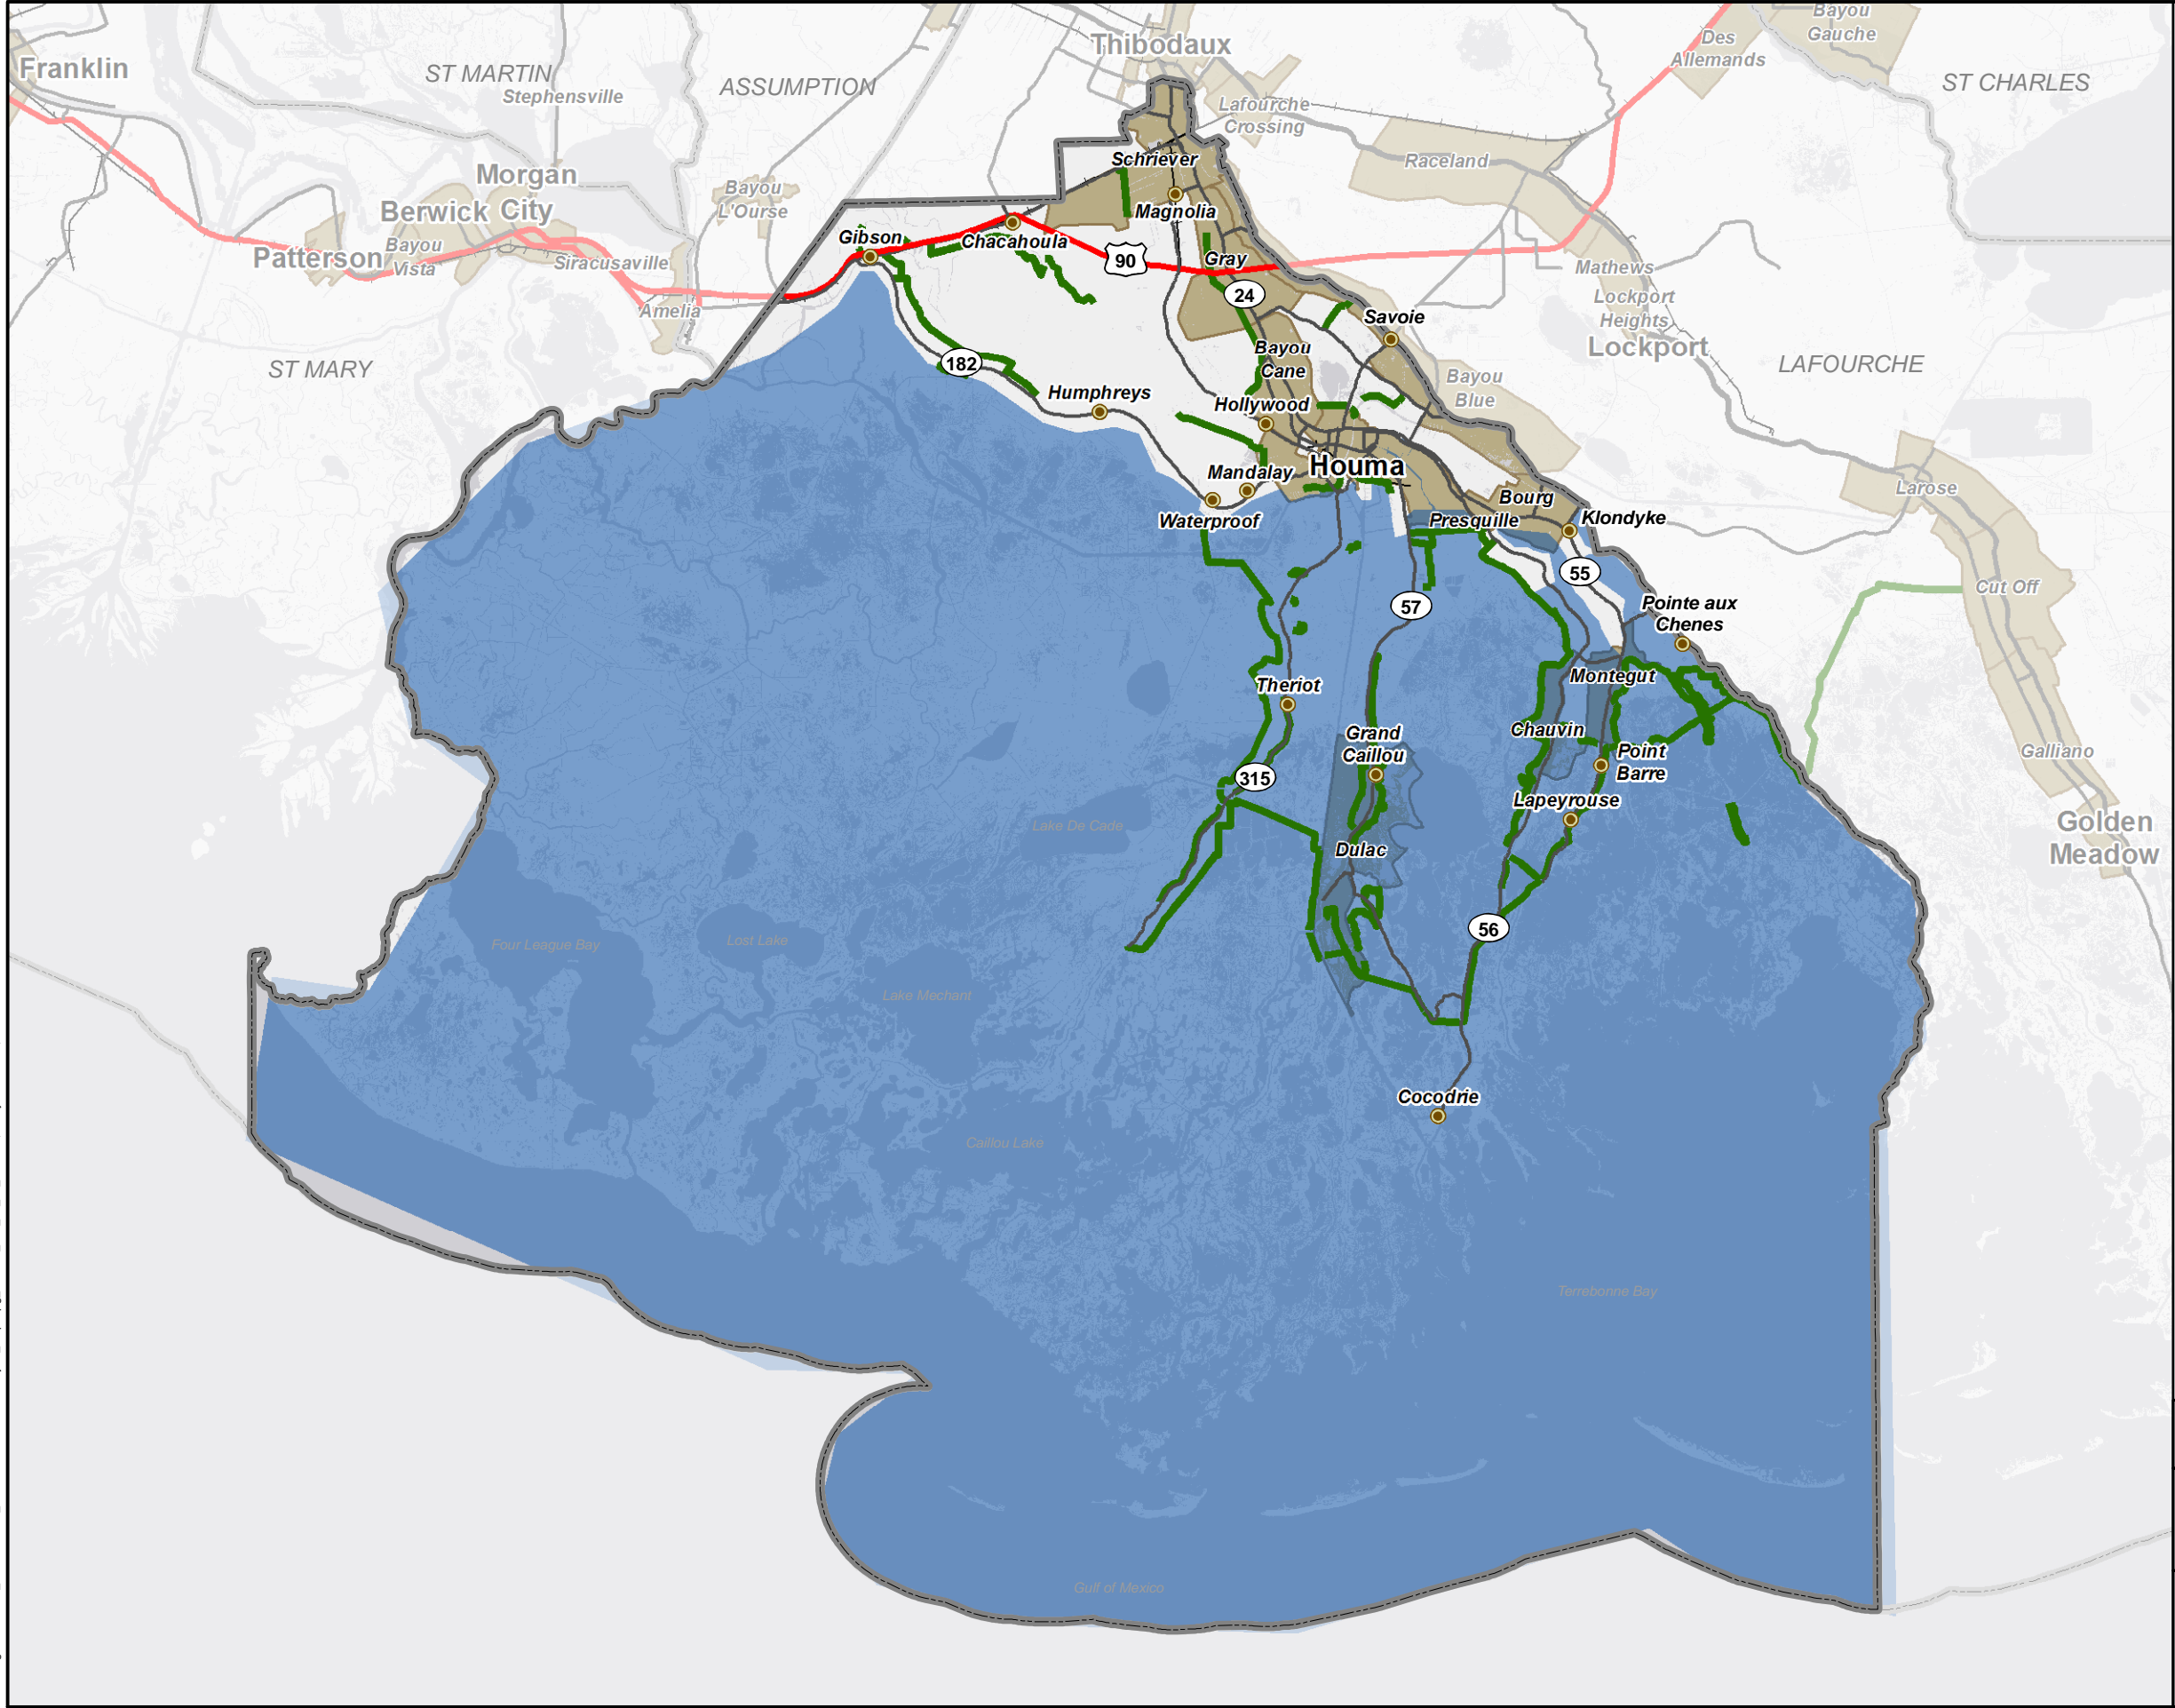 Bayou
Gauche
Des
Allemands
Thibodaux
Franklin
ST MARTIN
Stephensville
ASSUMPTION
ST CHARLES
Lafourche
Crossing
Schriever
Raceland
Morgan
City
Berwick
Bayou
L'Ourse
Magnolia
Gibson
Chacahoula
Patterson
Bayou
Vista
Siracusaville
90
Gray
Mathews
24
Lockport
Heights
Amelia
Savoie
Lockport
Bayou
Cane
182
ST MARY
LAFOURCHE
Bayou
Blue
Humphreys
Hollywood
Mandalay
Houma
Larose
Bourg
Waterproof
Presquille
Klondyke
55
Cut Off
57
Pointe aux
Chenes
Montegut
Theriot
Chauvin
Grand
Caillou
Point
Barre
Galliano
315
Lapeyrouse
Lake De Cade
Golden
Meadow
Dulac
56
Four League Bay
Lost Lake
Lake Mechant
Cocodrie
Caillou Lake
Terrebonne Bay
Gulf of Mexico